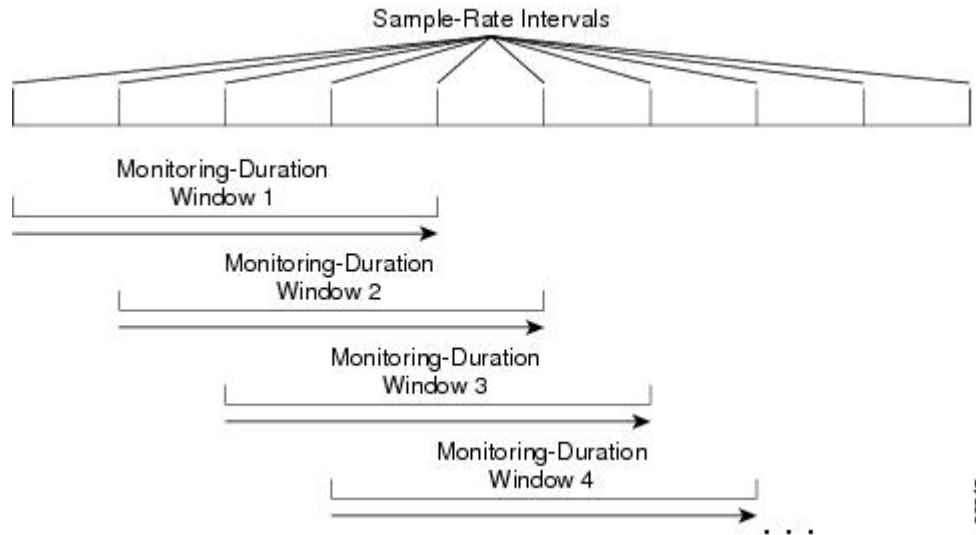 Sample-Rate Intervals
Monitoring-Duration
Window 1
Monitoring-Duration
Window 2
Monitoring-Duration
Window 3
Monitoring-Duration
Window 4
. . .